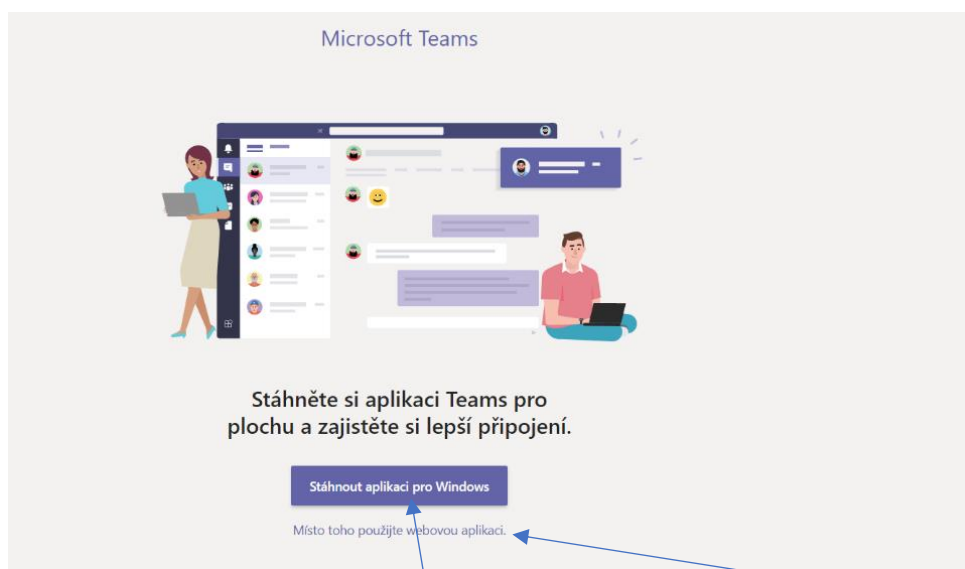 Microsoft Teams
Stáhněte si aplikaci Teams pro
plochu a zajistěte si lepší připojení.
Stáhnout aplikaci pro Windows
Místo toho použijte webovou aplikaci.